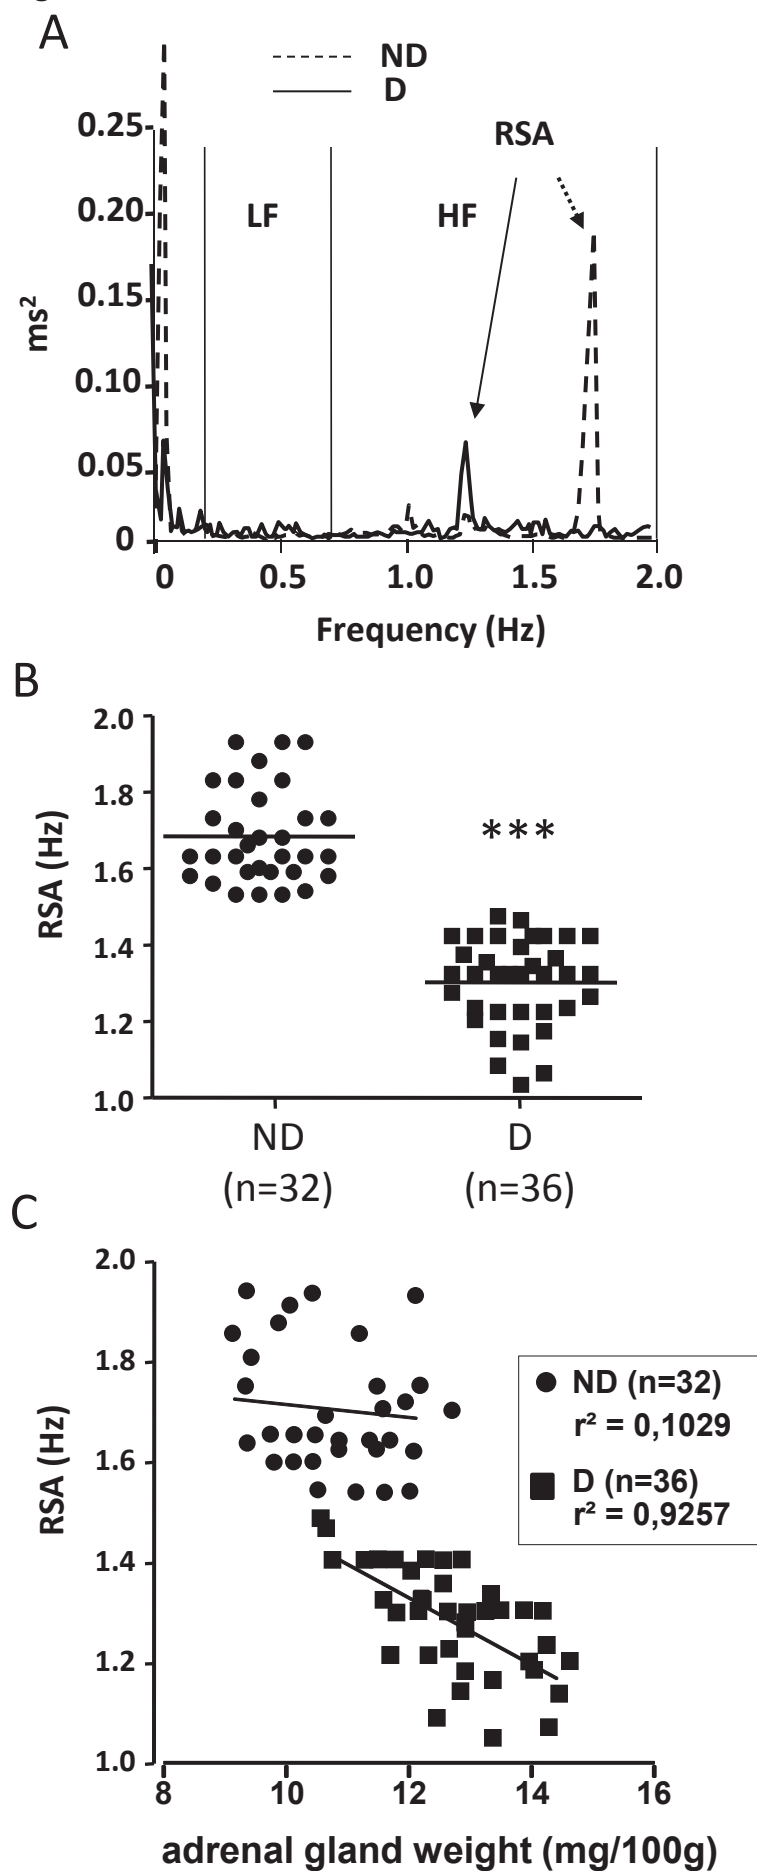 A
ND
D
0.25
RSA
0.20
LF
HF
0.15
ms²
0.10
0.05
0
0
0.5
1.0
1.5
2.0
Frequency (Hz)
B
2.0
1.8
***
RSA (Hz)
1.6
1.4
1.2
1.0
ND
D
(n=32)
(n=36)
C
2.0
1.8
ND (n=32)
r² = 0,1029
RSA (Hz)
1.6
D (n=36)
r² = 0,9257
1.4
1.2
1.0
8
10
12
14
16
adrenal gland weight (mg/100g)